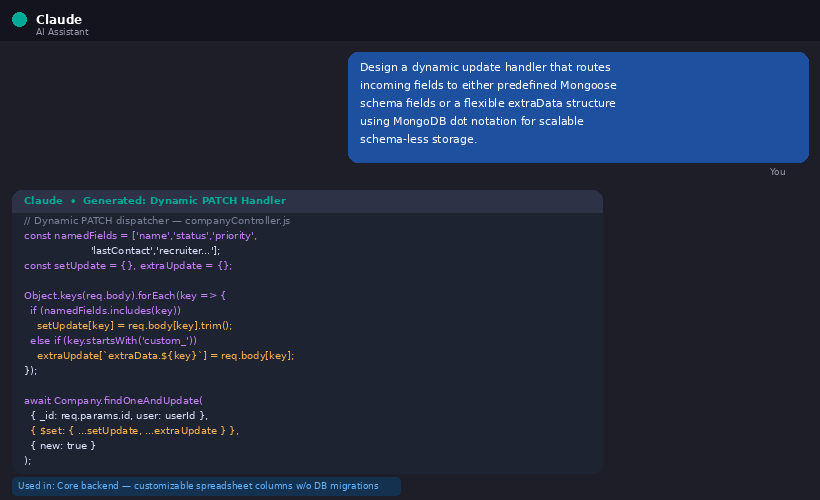 Claude
AI Assistant
Design a dynamic update handler that routes
incoming fields to either predefined Mongoose
schema fields or a flexible extraData structure
using MongoDB dot notation for scalable
schema-less storage.
You
Claude • Generated: Dynamic PATCH Handler
// Dynamic PATCH dispatcher — companyController.js
const namedFields = ['name','status','priority',
'lastContact','recruiter...'];
const setUpdate = {}, extraUpdate = {};
Object.keys(req.body).forEach(key => {
if (namedFields.includes(key))
setUpdate[key] = req.body[key].trim();
else if (key.startsWith('custom_'))
extraUpdate[`extraData.${key}`] = req.body[key];
});
await Company.findOneAndUpdate(
{ _id: req.params.id, user: userId },
{ $set: { ...setUpdate, ...extraUpdate } },
{ new: true }
);
Used in: Core backend — customizable spreadsheet columns w/o DB migrations